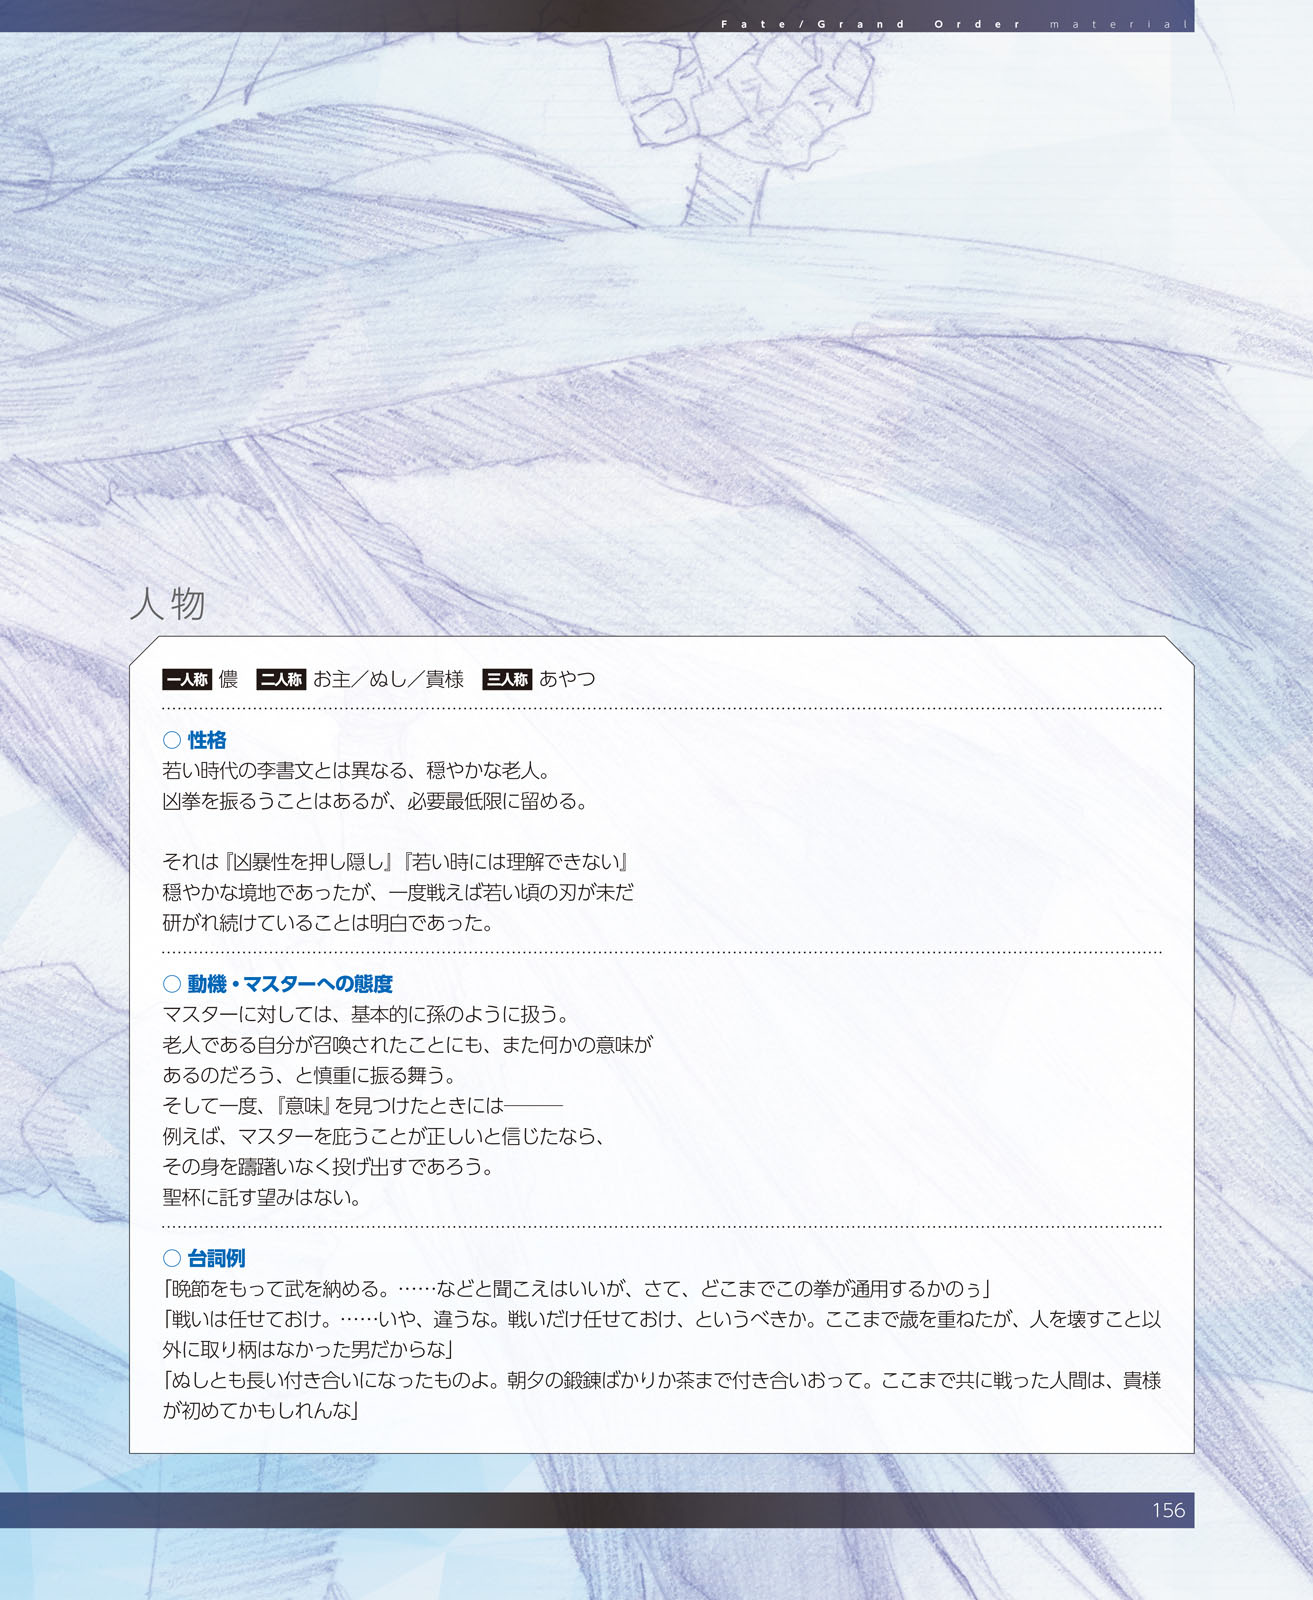 Fate/Grand Order material
人物
一人称 儂 二人称 お主／ぬし／貴様 三人称 あやつ
○ 性格
若い時代の李書文とは異なる、穏やかな老人。
凶拳を振るうことはあるが、必要最低限に留める。
それは『凶暴性を押し隠し』『若い時には理解できない』
穏やかな境地であったが、一度戦えば若い頃の刃が未だ
研がれ続けていることは明白であった。
○ 動機・マスターへの態度
マスターに対しては、基本的に孫のように扱う。
老人である自分が召喚されたことにも、また何かの意味が
あるのだろう、と慎重に振る舞う。
そして一度、『意味』を見つけたときには―――
例えば、マスターを庇うことが正しいと信じたなら、
その身を躊躇いなく投げ出すであろう。
聖杯に託す望みはない。
○ 台詞例
「晩節をもって武を納める。……などと聞こえはいいが、さて、どこまでこの拳が通用するかのぅ」
「戦いは任せておけ。……いや、違うな。戦いだけ任せておけ、というべきか。ここまで歳を重ねたが、人を壊すこと以
外に取り柄はなかった男だからな」
「ぬしとも長い付き合いになったものよ。朝夕の鍛錬ばかりか茶まで付き合いおって。ここまで共に戦った人間は、貴様
が初めてかもしれんな」
156